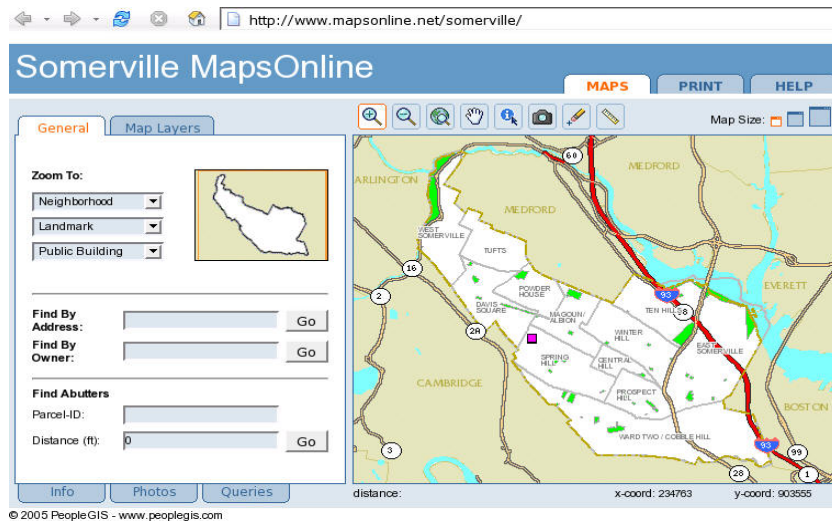 http://www.mapsonline.net/somerville/
Somerville MapsOnline
MAPS PRINT HELP
General Map Layers
Map Size:
Zoom To:
Neighborhood
Landmark
Public Building
Find By
Address: Go
Find By
Owner: Go
Find Abutters
Parcel-ID:
Distance (ft): 0 Go
Info Photos Queries
60
MEDFORD
ARLINGTON
MEDFORD
WEST
SOMERVILLE
TUFTS
16
EVERETT
2
POWDER
HOUSE
93
DAVIS
SQUARE
MAGOUN/
ALBION
TEN HILLS
38
2A
WINTER
HILL
EAST
SOMERVILLE
SPRING
HILL
CENTRAL
HILL
CAMBRIDGE
PROSPECT
HILL
BOSTON
WARD TWO / COBBLE HILL
93
3
99
28
1
distance: x-coord: 234763 y-coord: 903555
© 2005 PeopleGIS - www.peoplegis.com